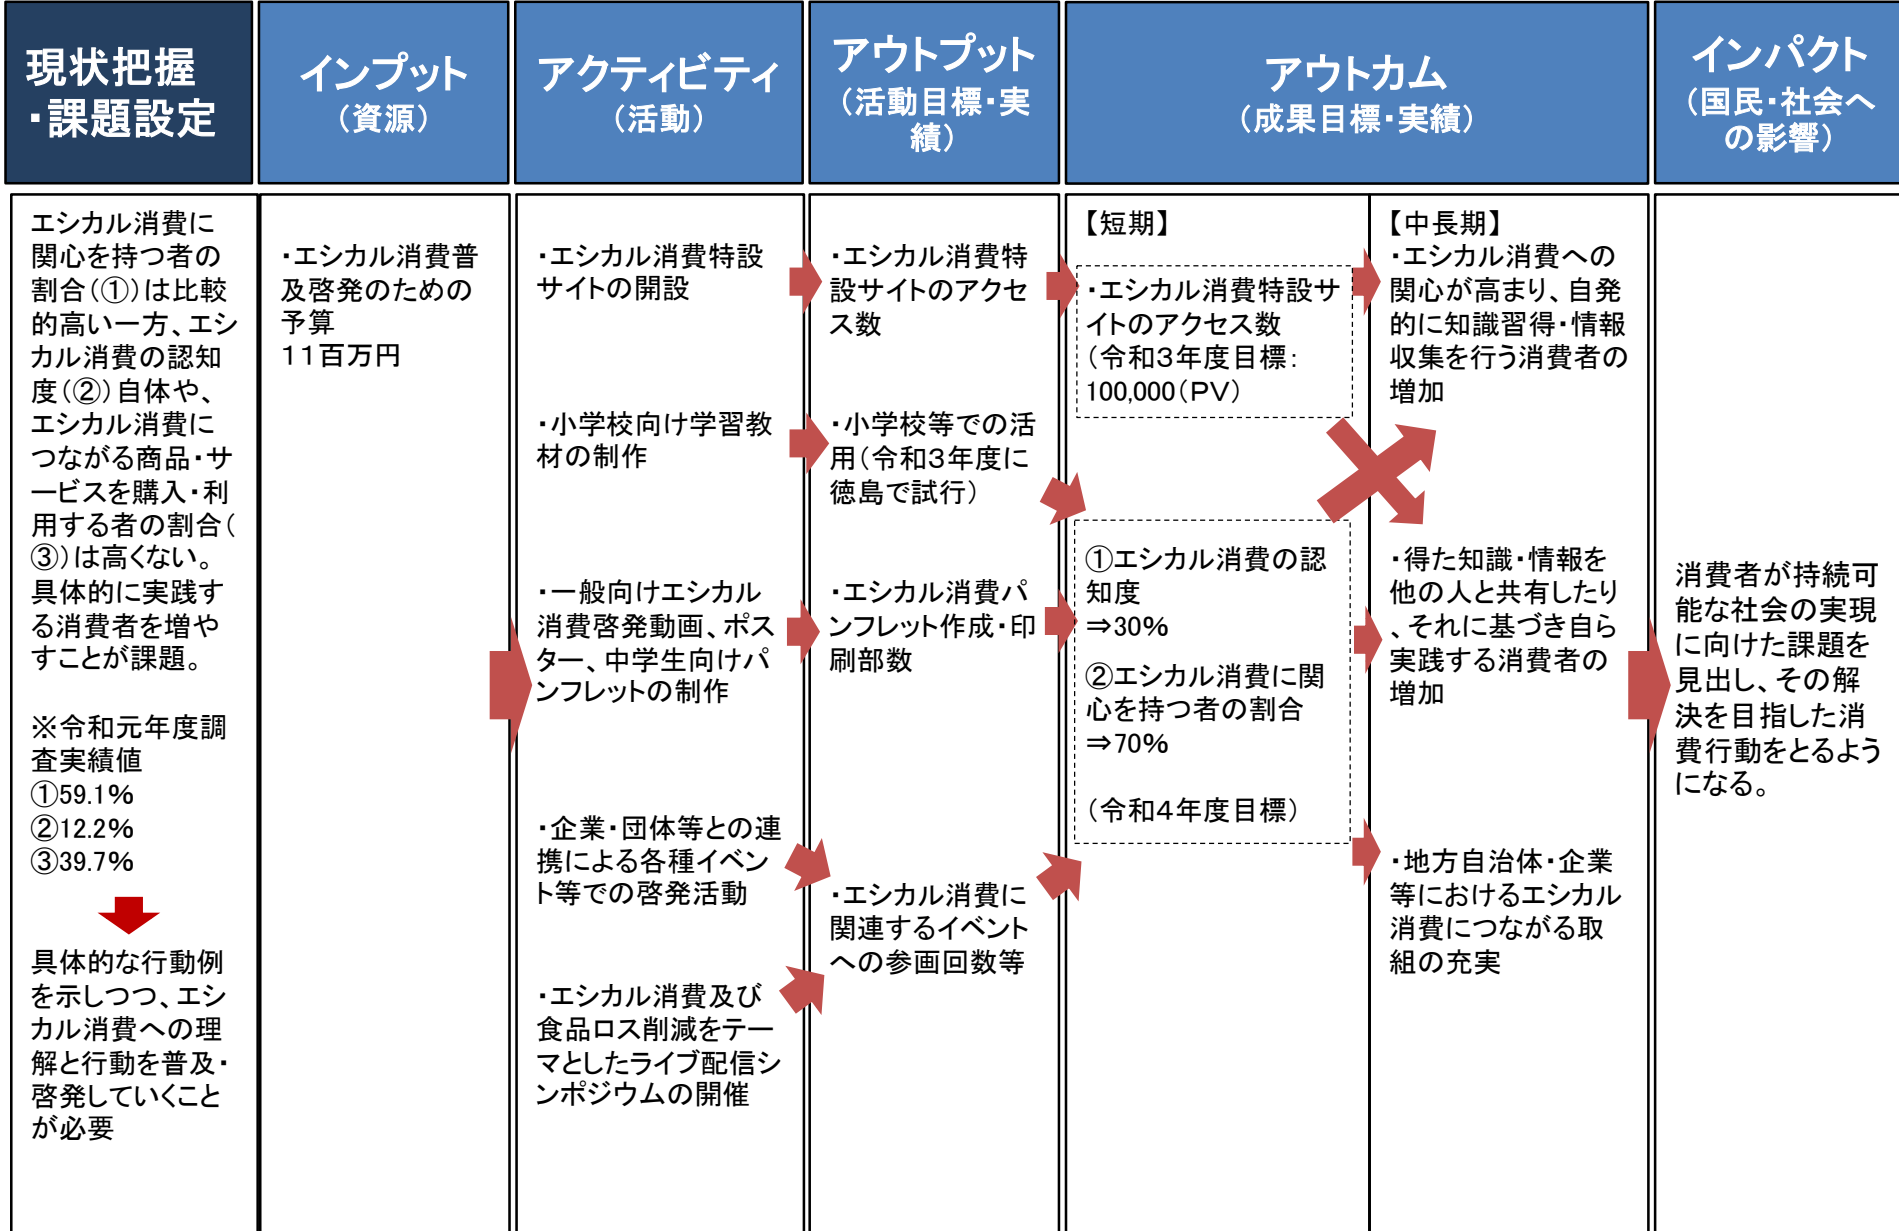 現状把握
・課題設定
インプット
（資源）
アクティビティ
（活動）
アウトプット
（活動目標・実
績）
アウトカム
（成果目標・実績）
インパクト
（国民・社会へ
の影響）
エシカル消費に
関心を持つ者の
割合（①）は比較
的高い一方、エシ
カル消費の認知
度（②）自体や、
エシカル消費に
つながる商品・サ
ービスを購入・利
用する者の割合（
③）は高くない。
具体的に実践す
る消費者を増や
すことが課題。
※令和元年度調
査実績値
①59.1%
②12.2%
③39.7%
具体的な行動例
を示しつつ、エシ
カル消費への理
解と行動を普及・
啓発していくこと
が必要
・エシカル消費普
及啓発のための
予算
１１百万円
・エシカル消費特設
サイトの開設
・小学校向け学習教
材の制作
・一般向けエシカル
消費啓発動画、ポス
ター、中学生向けパ
ンフレットの制作
・企業・団体等との連
携による各種イベン
ト等での啓発活動
・エシカル消費及び
食品ロス削減をテー
マとしたライブ配信シ
ンポジウムの開催
・エシカル消費特
設サイトのアクセ
ス数
・小学校等での活
用（令和３年度に
徳島で試行）
・エシカル消費パ
ンフレット作成・印
刷部数
・エシカル消費に
関連するイベント
への参画回数等
【短期】
・エシカル消費特設サ
イトのアクセス数
（令和３年度目標：
100,000（PV）
①エシカル消費の認
知度
⇒30%
②エシカル消費に関
心を持つ者の割合
⇒70%
（令和４年度目標）
【中長期】
・エシカル消費への
関心が高まり、自発
的に知識習得・情報
収集を行う消費者の
増加
・得た知識・情報を
他の人と共有したり
、それに基づき自ら
実践する消費者の
増加
・地方自治体・企業
等におけるエシカル
消費につながる取
組の充実
消費者が持続可
能な社会の実現
に向けた課題を
見出し、その解
決を目指した消
費行動をとるよう
になる。